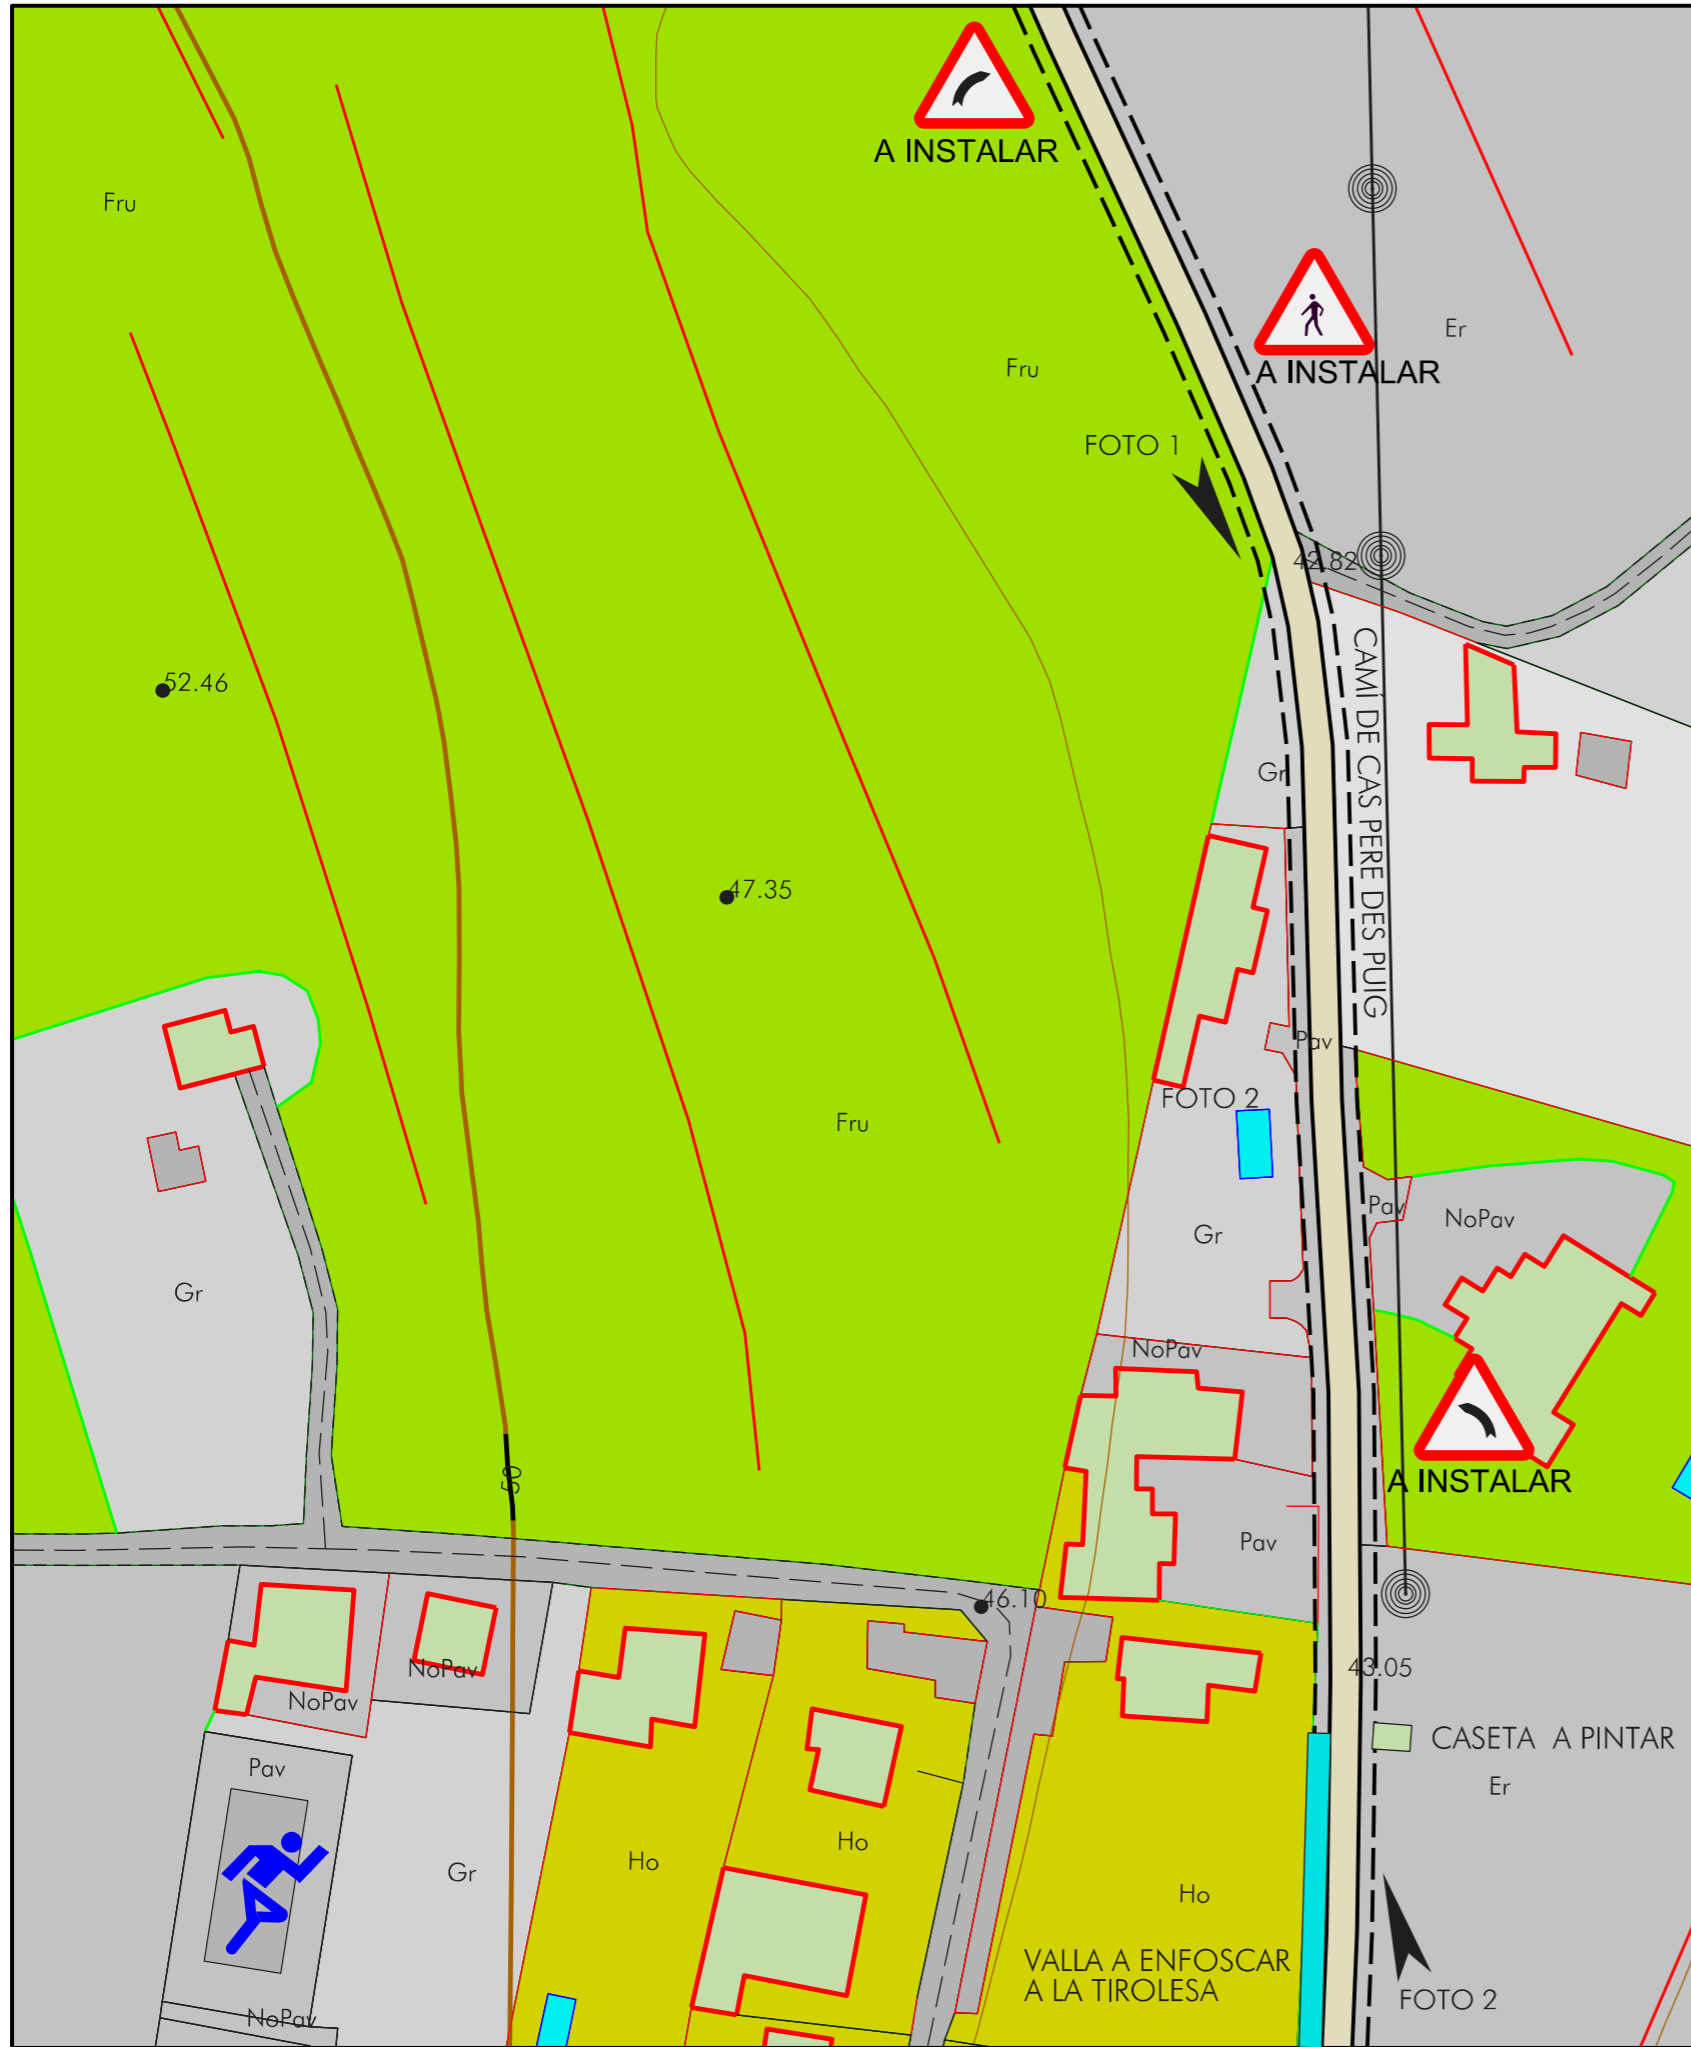 A INSTALAR
Fru
Er
Fru
A INSTALAR
FOTO 1
42.82
CAMÍ DE CAS PERE DES PUIG
52.46
Gr
47.35
Pav
FOTO 2
Fru
Pav
NoPav
Gr
Gr
NoPav
50
A INSTALAR
Pav
46.10
NoPav
43.05
NoPav
CASETA A PINTAR
Pav
Er
Ho
Ho
Gr
Ho
VALLA A ENFOSCAR
A LA TIROLESA
FOTO 2
NoPav